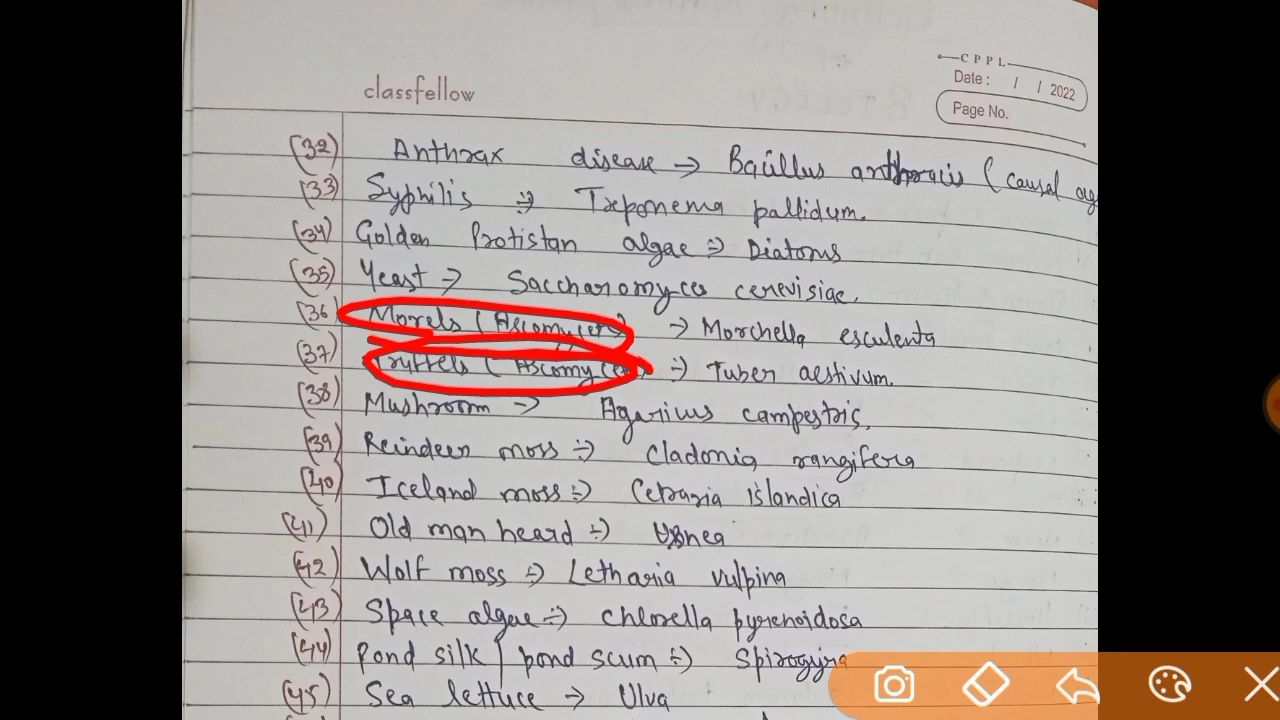 CPPL
classfellow
Date : / / 2022
Page No.
(32) Anthrax disease → Bacillus anthracis (causal ag
(33) Syphilis ⇒ Treponema pallidum.
(34) Golden Protistan algae ⇒ Diatoms
(35) Yeast → Saccharomyces cerevisiae.
(36) Morels (Ascomycetes) → Morchella esculenta
(37) Truffels (Ascomycetes) ⇒ Tuber aestivum.
(38) Mushroom → Agaricus campestris.
(39) Reindeer moss ⇒ Cladonia rangifera
(40) Iceland moss ⇒ Cetraria islandica
(41) Old man heard ⇒ Usnea
(42) Wolf moss ⇒ Letharia vulpina
(43) Space algae ⇒ Chlorella pyrenoidosa
(44) Pond silk / pond scum ⇒ Spirogyra
(45) Sea lettuce → Ulva